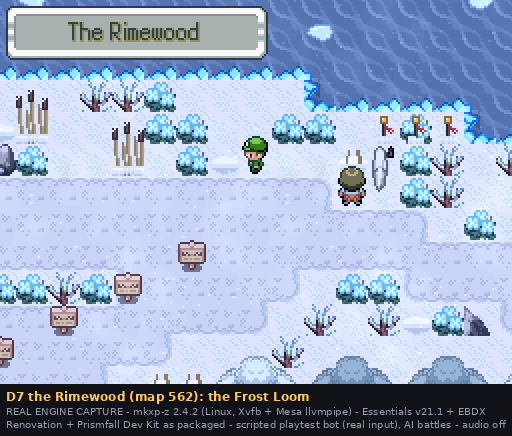 The Rimewood
D7 the Rimewood (map 562): the Frost Loom
REAL ENGINE CAPTURE - mkxp-z 2.4.2 (Linux, Xvfb + Mesa llvmpipe) - Essentials v21.1 + EBDX
Renovation + Prismfall Dev Kit as packaged - scripted playtest bot (real input), AI battles - audio off